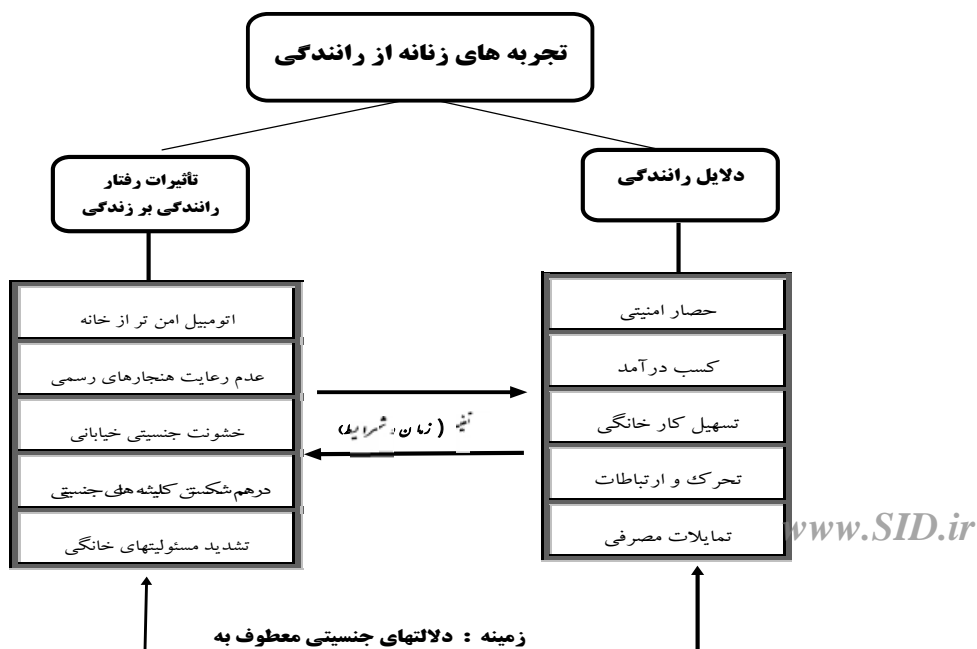 تجربه های زنانه از رانندگی
دلایل رانندگی
تأثیرات رفتار
رانندگی بر زندگی
حصار امنیتی
کسب درآمد
تسهیل کار خانگی
تحرک و ارتباطات
تمایلات مصرفی
اتومبیل امن تر از خانه
عدم رعایت هنجارهای رسمی
خشونت جنسیتی خیابانی
درهم شکستن کلیشه های جنسیتی
تشدید مسئولیتهای خانگی
(زمان، شرایط)
www.SID.ir
زمینه : دلالتهای جنسیتی معطوف به